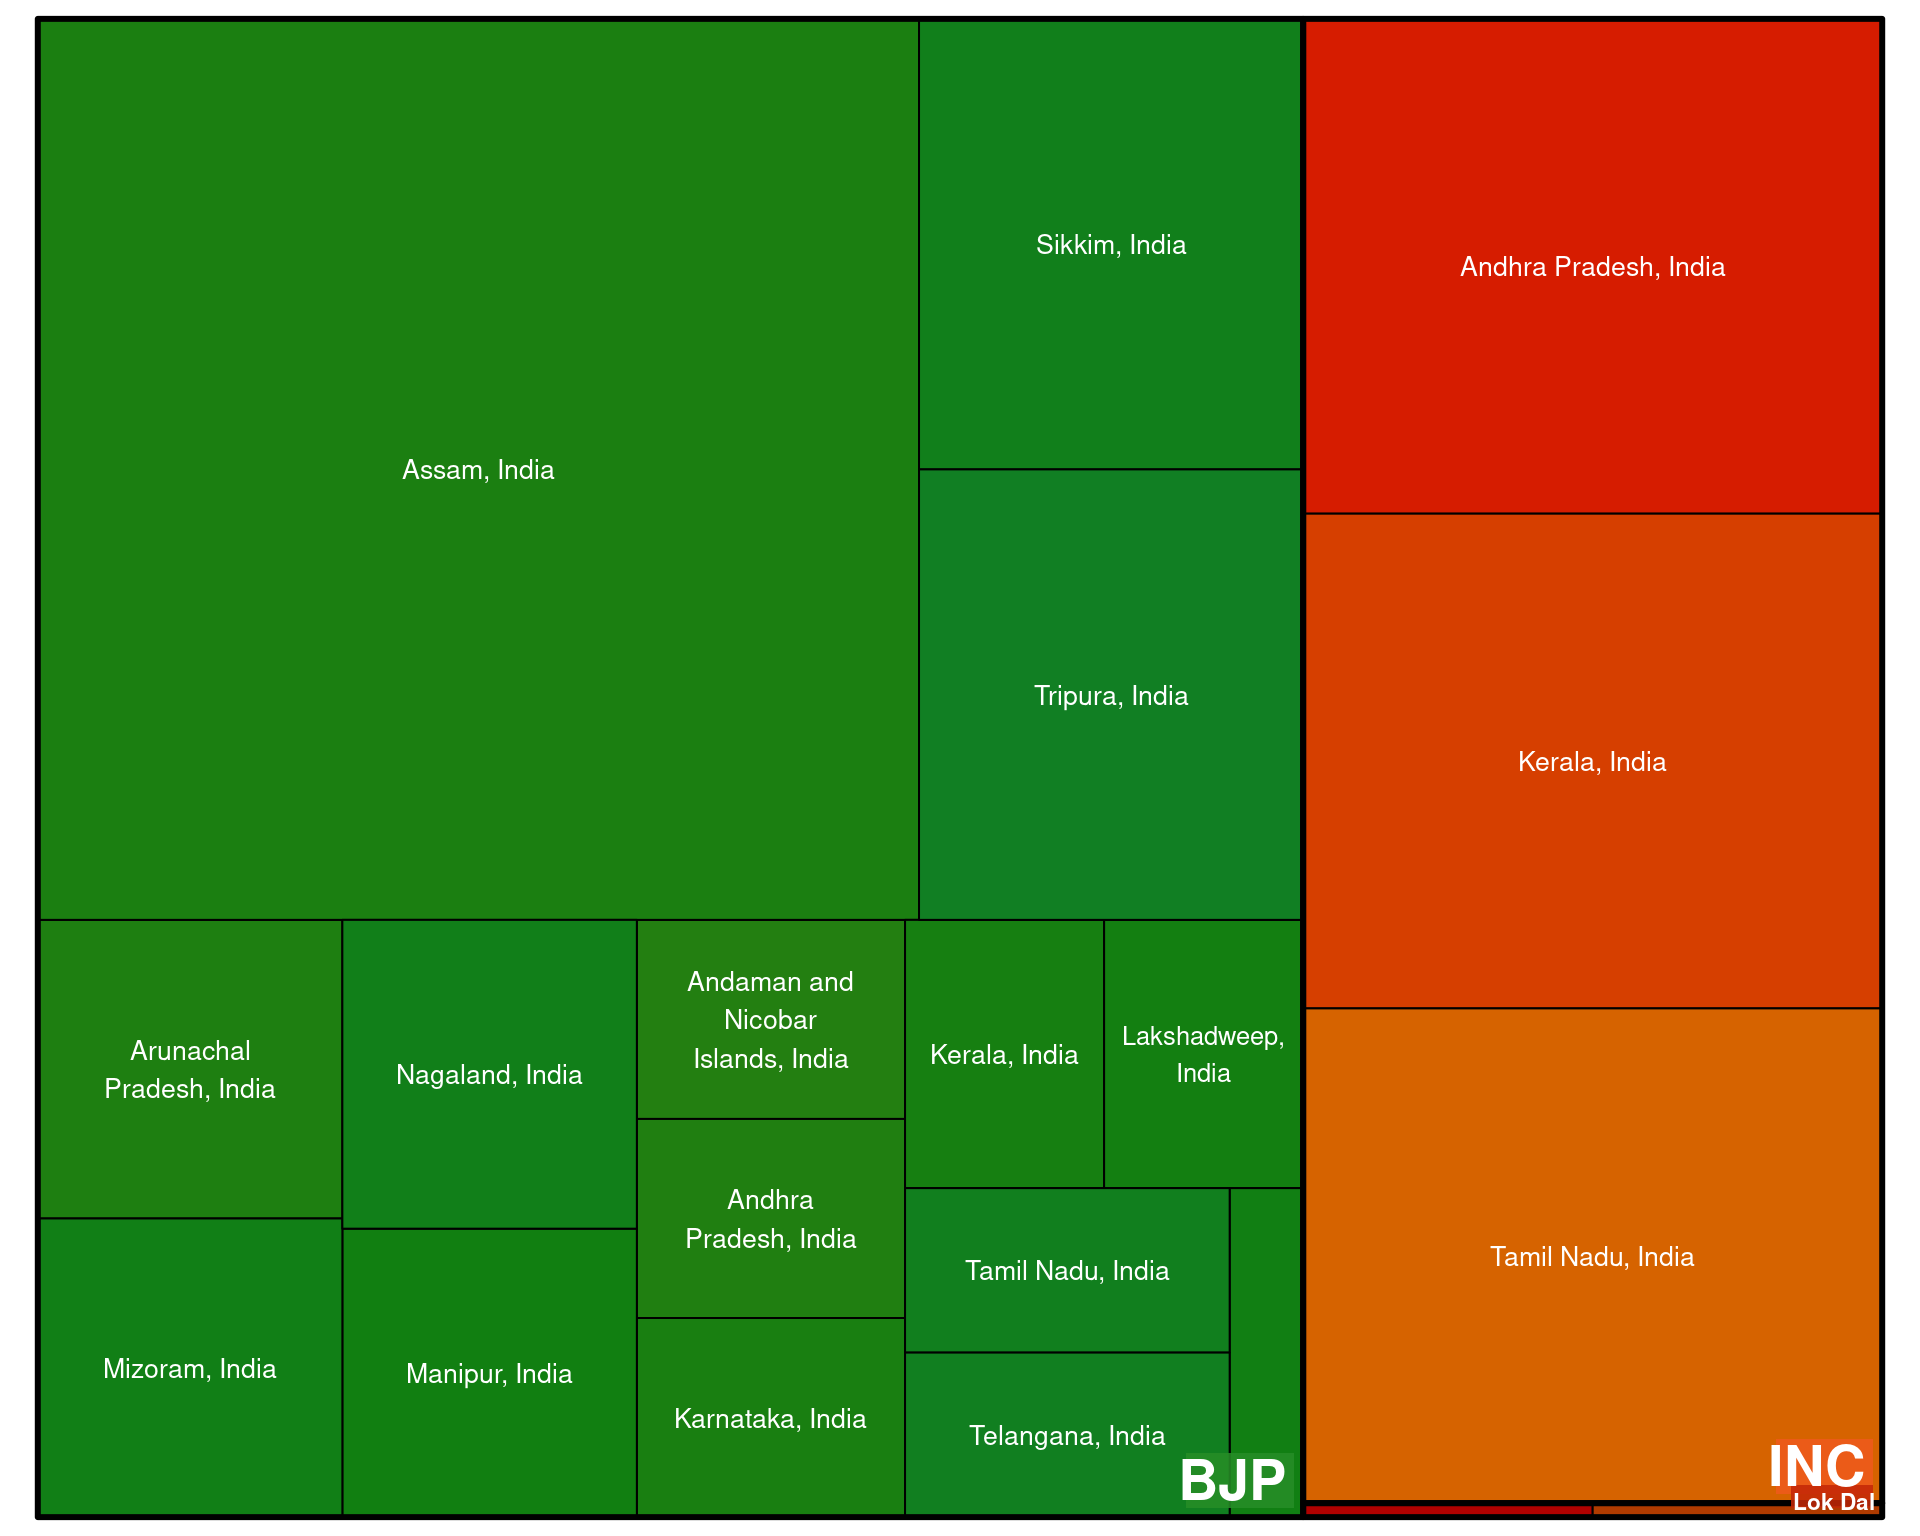 Assam, India
Sikkim, India
Andhra Pradesh, India
Tripura, India
Kerala, India
Arunachal
Pradesh, India
Nagaland, India
Andaman and
Nicobar
Islands, India
Kerala, India
Lakshadweep,
India
Andhra
Pradesh, India
Tamil Nadu, India
Tamil Nadu, India
Mizoram, India
Manipur, India
Karnataka, India
Telangana, India
BJP
INC
Lok Dal